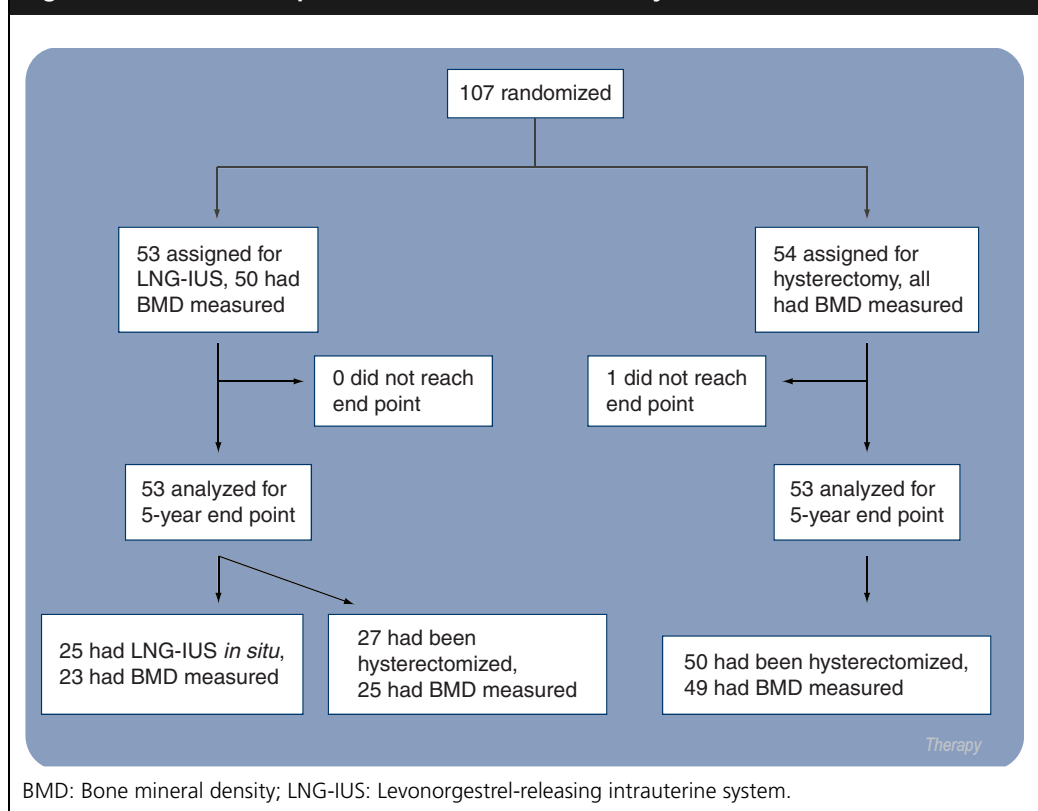 107 randomized
53 assigned for
LNG-IUS, 50 had
BMD measured
54 assigned for
hysterectomy, all
had BMD measured
0 did not reach
end point
1 did not reach
end point
53 analyzed for
5-year end point
53 analyzed for
5-year end point
25 had LNG-IUS in situ,
23 had BMD measured
27 had been
hysterectomized,
25 had BMD measured
50 had been hysterectomized,
49 had BMD measured
Therapy
BMD: Bone mineral density; LNG-IUS: Levonorgestrel-releasing intrauterine system.